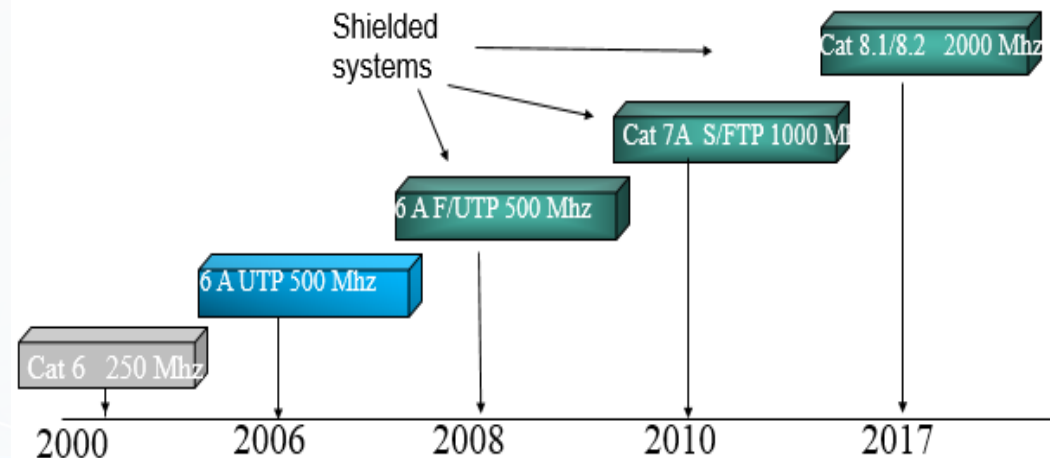 Shielded
systems
Cat 8.1/8.2 2000 Mhz
Cat 7A S/FTP 1000 M
6 A F/UTP 500 Mhz
6 A UTP 500 Mhz
Cat 6 250 Mhz
2000 2006 2008 2010 2017